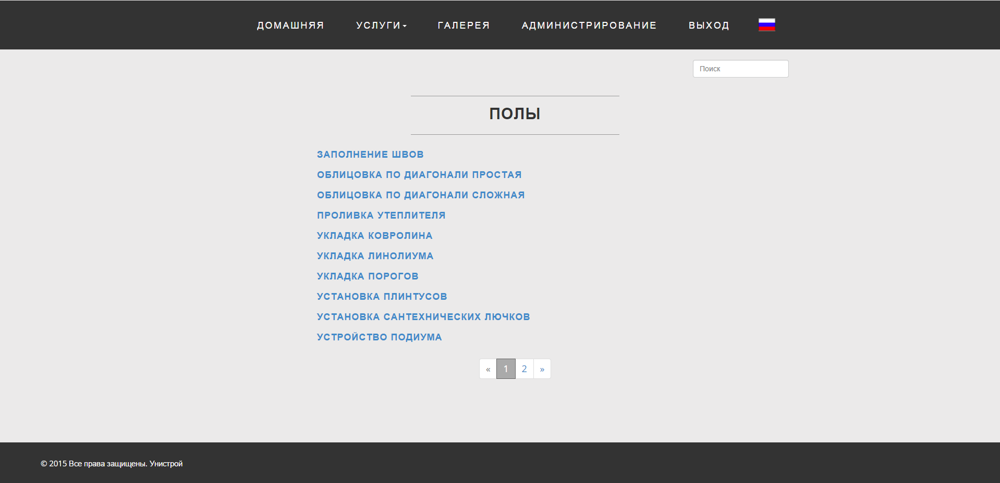 ДОМАШНЯЯ УСЛУГИ ГАЛЕРЕЯ АДМИНИСТРИРОВАНИЕ ВЫХОД
Поиск
ПОЛЫ
ЗАПОЛНЕНИЕ ШВОВ
ОБЛИЦОВКА ПО ДИАГОНАЛИ ПРОСТАЯ
ОБЛИЦОВКА ПО ДИАГОНАЛИ СЛОЖНАЯ
ПРОЛИВКА УТЕПЛИТЕЛЯ
УКЛАДКА КОВРОЛИНА
УКЛАДКА ЛИНОЛИУМА
УКЛАДКА ПОРОГОВ
УСТАНОВКА ПЛИНТУСОВ
УСТАНОВКА САНТЕХНИЧЕСКИХ ЛЮЧКОВ
УСТРОЙСТВО ПОДИУМА
« 1 2 »
© 2015 Все права защищены. Унистрой